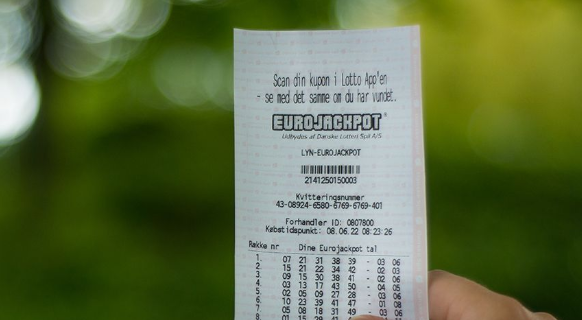 Scan din kupon i Lotto App'en
- se med det samme om du har vundet.
EUROJACKPOT®
Udbydes af Danske Lotteri Spil A/S
LYN-EUROJACKPOT
2141250150003
Kvitteringsnummer
43-08924-6580-6769-6769-401
Forhandler ID: 0807800
Købstidspunkt: 08.06.22 08:23:26
Række nr Dine Eurojackpot tal
1. 07 21 31 38 39 - 03 06
2. 15 21 22 34 42 - 02 03
3. 09 15 30 38 41 - 02 06
4. 03 13 17 43 50 - 04 05
5. 02 05 09 27 28 - 03 06
6. 10 23 39 41 47 - 01 08
7. 05 08 18 31 49 - 03 06
8. 01 15